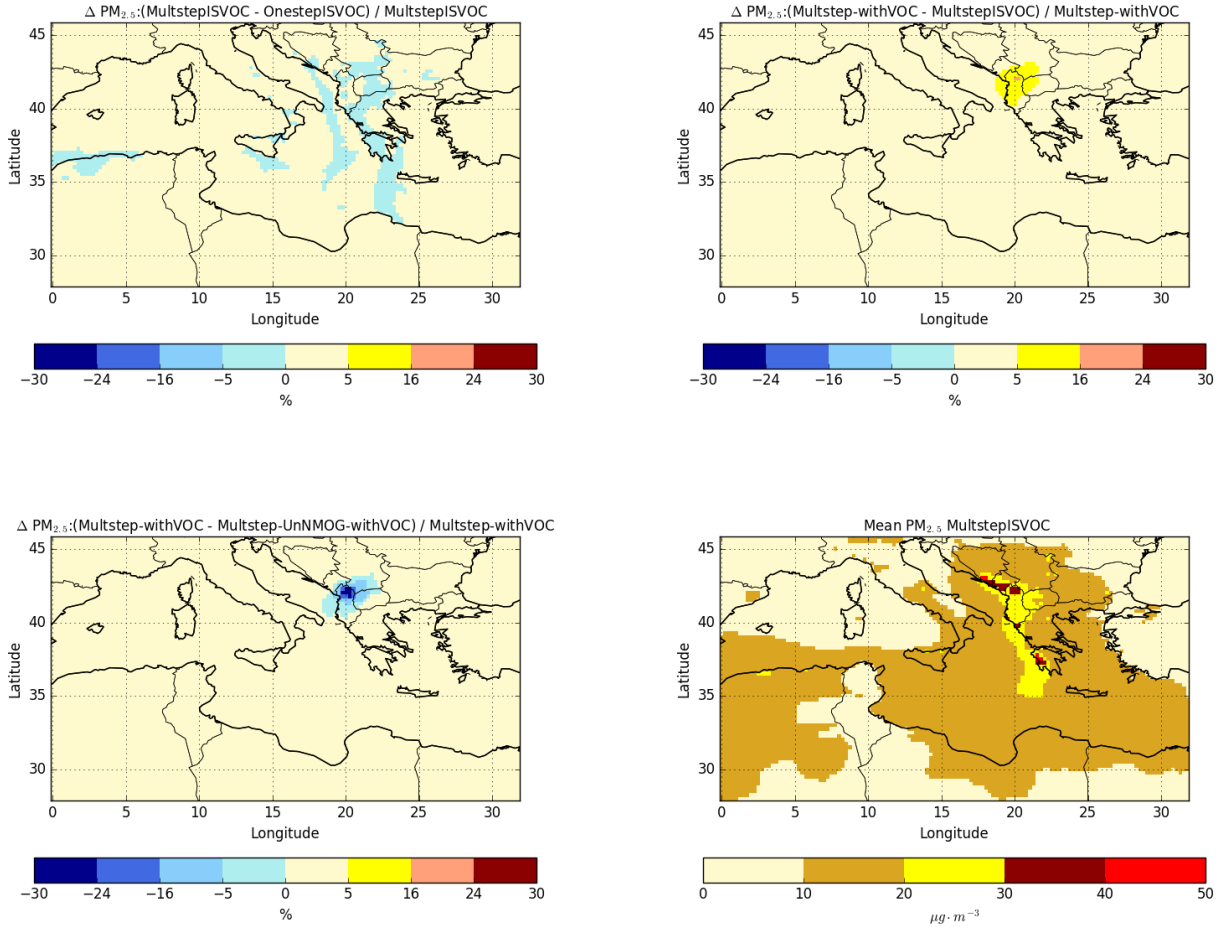 Δ PM₂.₅:(MultstepISVOC - OnestepISVOC) / MultstepISVOC
45
40
35
30
Latitude
0 5 10 15 20 25 30
Longitude
−30 −24 −16 −5 0 5 16 24 30
%
Δ PM₂.₅:(Multstep-withVOC - MultstepISVOC) / Multstep-withVOC
45
40
35
30
Latitude
0 5 10 15 20 25 30
Longitude
−30 −24 −16 −5 0 5 16 24 30
%
Δ PM₂.₅:(Multstep-withVOC - Multstep-UnNMOG-withVOC) / Multstep-withVOC
45
40
35
30
Latitude
0 5 10 15 20 25 30
Longitude
−30 −24 −16 −5 0 5 16 24 30
%
Mean PM₂.₅ MultstepISVOC
45
40
35
30
Latitude
0 5 10 15 20 25 30
Longitude
0 10 20 30 40 50
μg · m⁻³